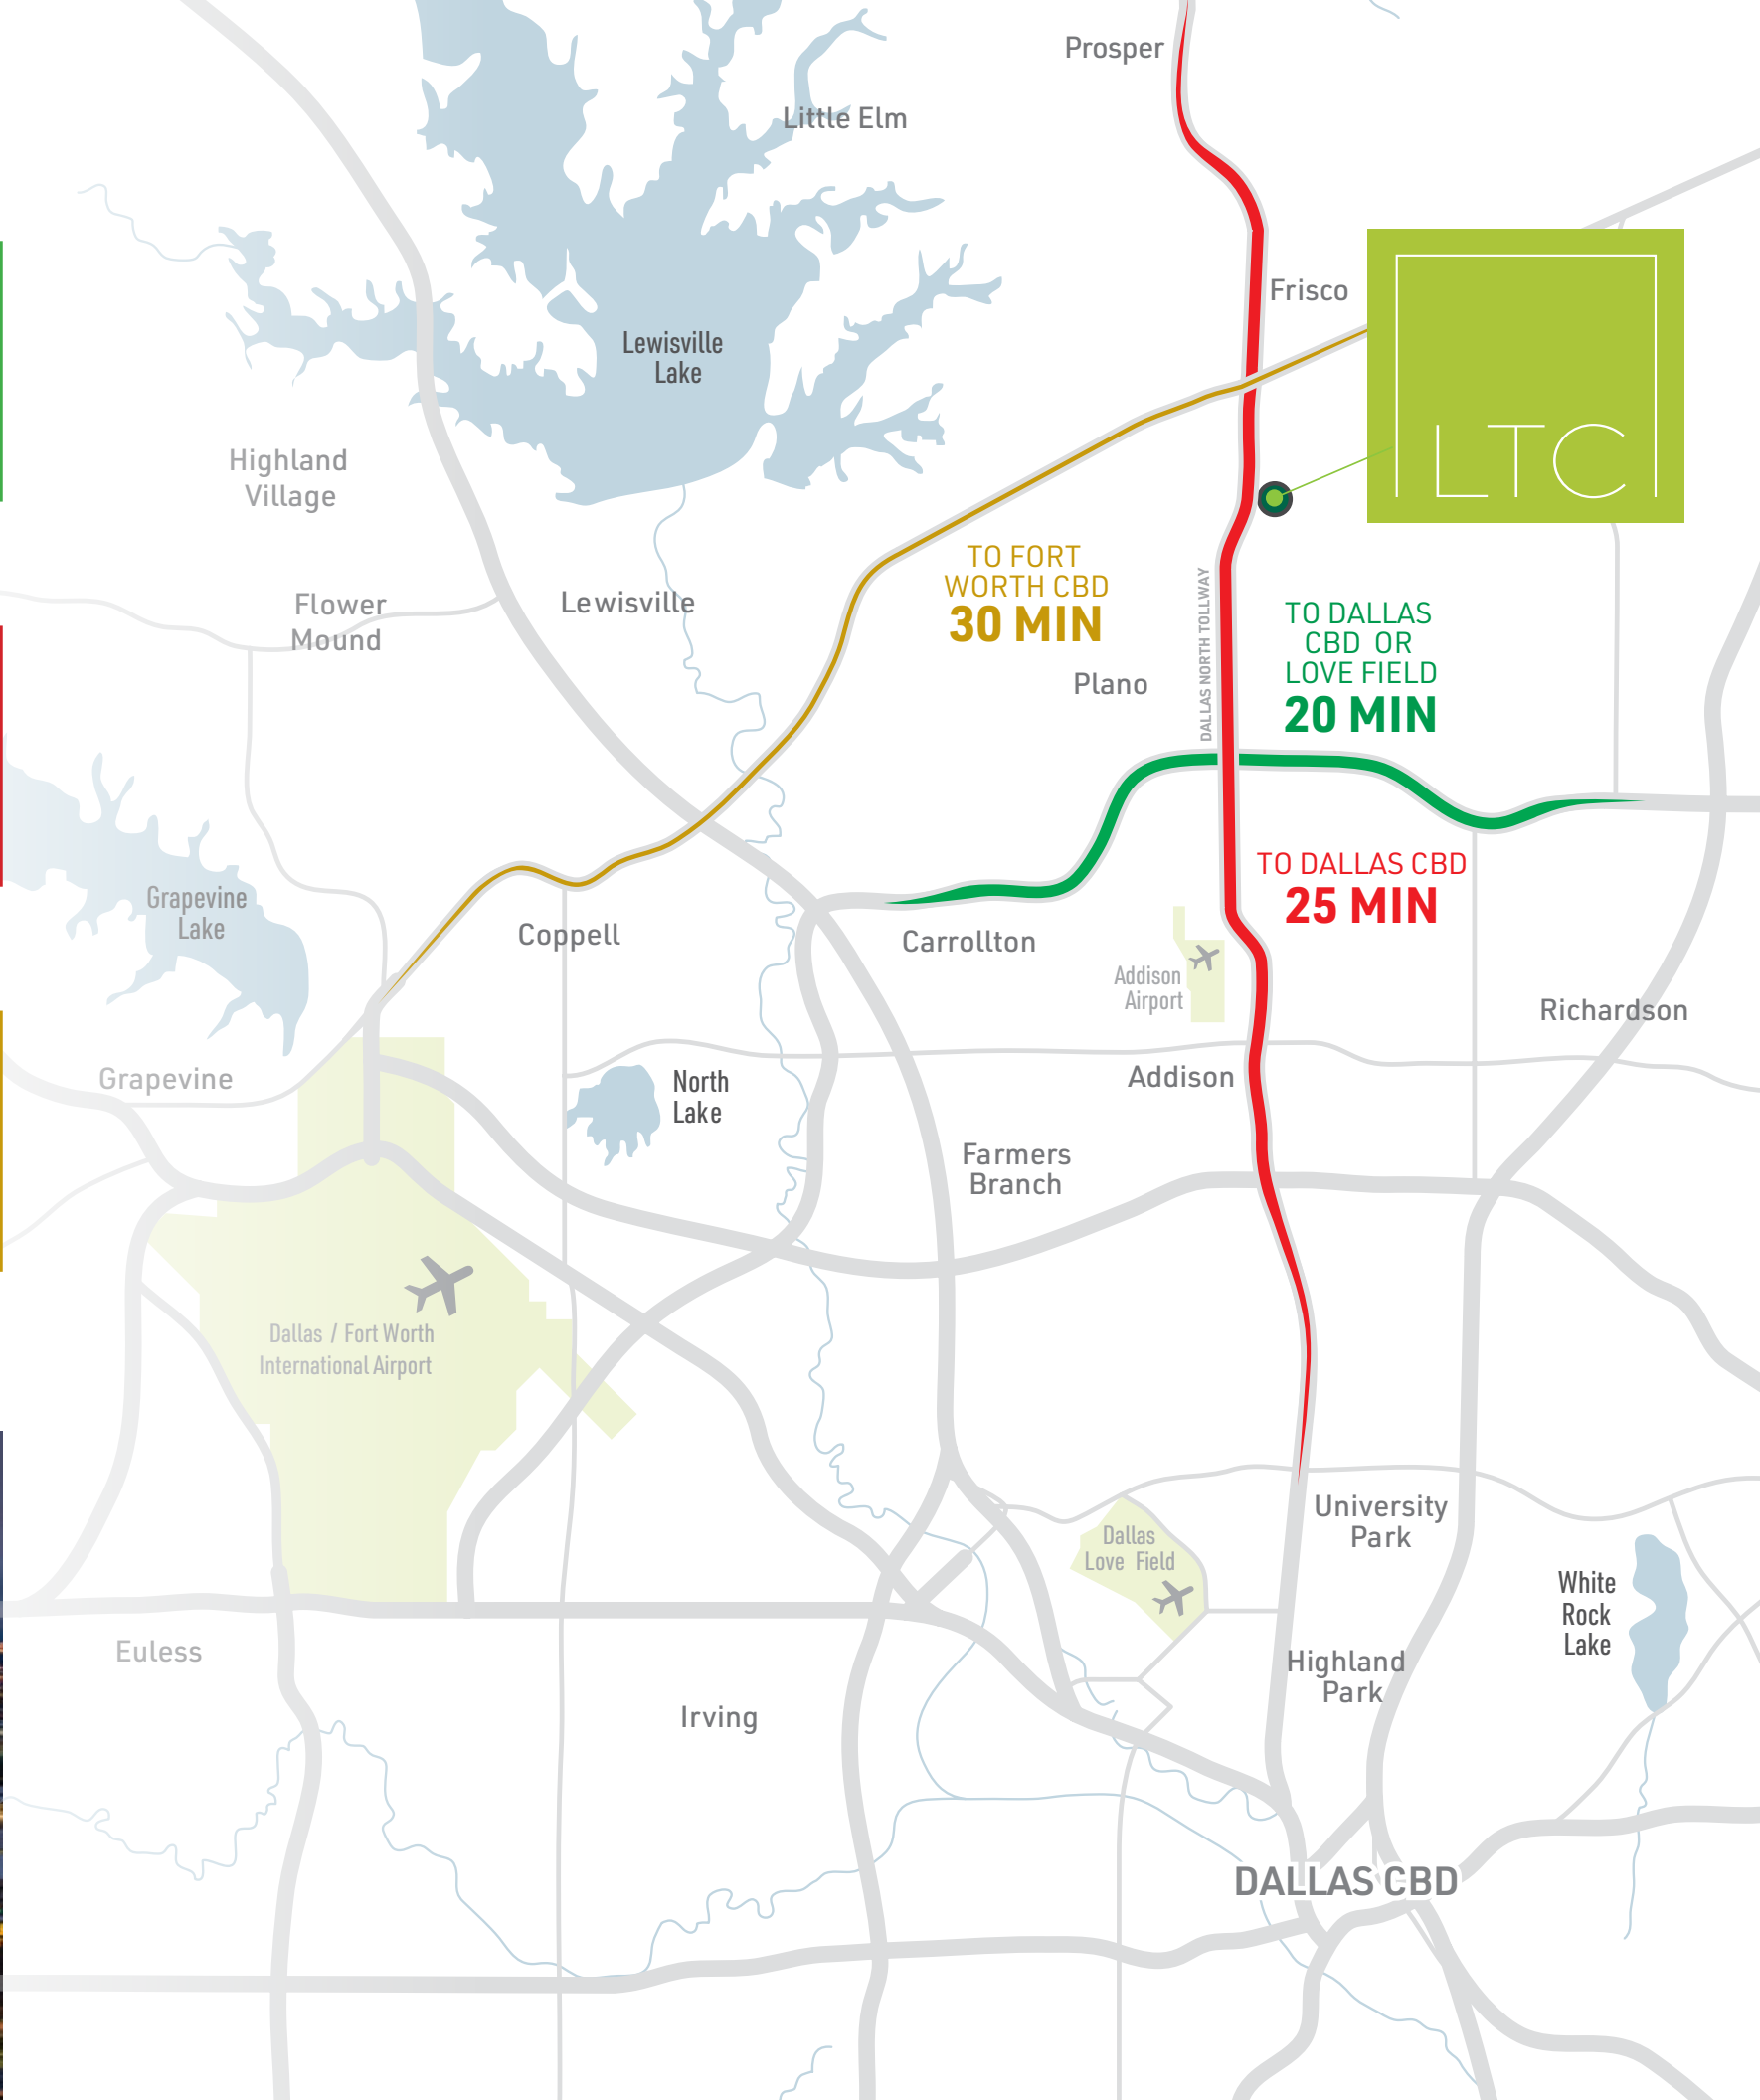 Prosper
Little Elm
Frisco
Lewisville
Lake
LTC
Highland
Village
TO FORT
WORTH CBD
30 MIN
DALLAS NORTH TOLLWAY
TO DALLAS
CBD OR
LOVE FIELD
20 MIN
Flower
Mound
Lewisville
Plano
TO DALLAS CBD
25 MIN
Grapevine
Lake
Coppell
Carrollton
Addison
Airport
Richardson
Grapevine
North
Lake
Addison
Farmers
Branch
Dallas / Fort Worth
International Airport
University
Park
Dallas
Love Field
White
Rock
Lake
Euless
Highland
Park
Irving
DALLAS CBD